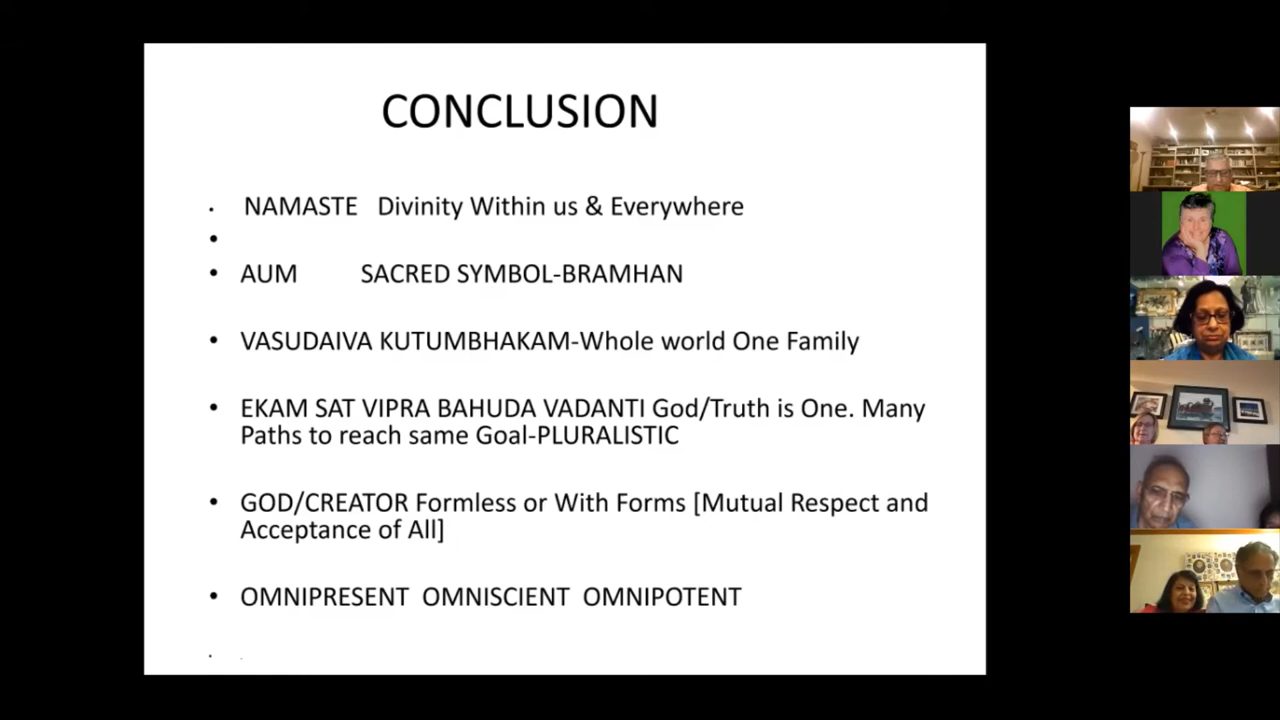 CONCLUSION
• NAMASTE Divinity Within us & Everywhere
•
• AUM SACRED SYMBOL-BRAMHAN
• VASUDAIVA KUTUMBHAKAM-Whole world One Family
• EKAM SAT VIPRA BAHUDA VADANTI God/Truth is One. Many
Paths to reach same Goal-PLURALISTIC
• GOD/CREATOR Formless or With Forms [Mutual Respect and
Acceptance of All]
• OMNIPRESENT OMNISCIENT OMNIPOTENT
• .